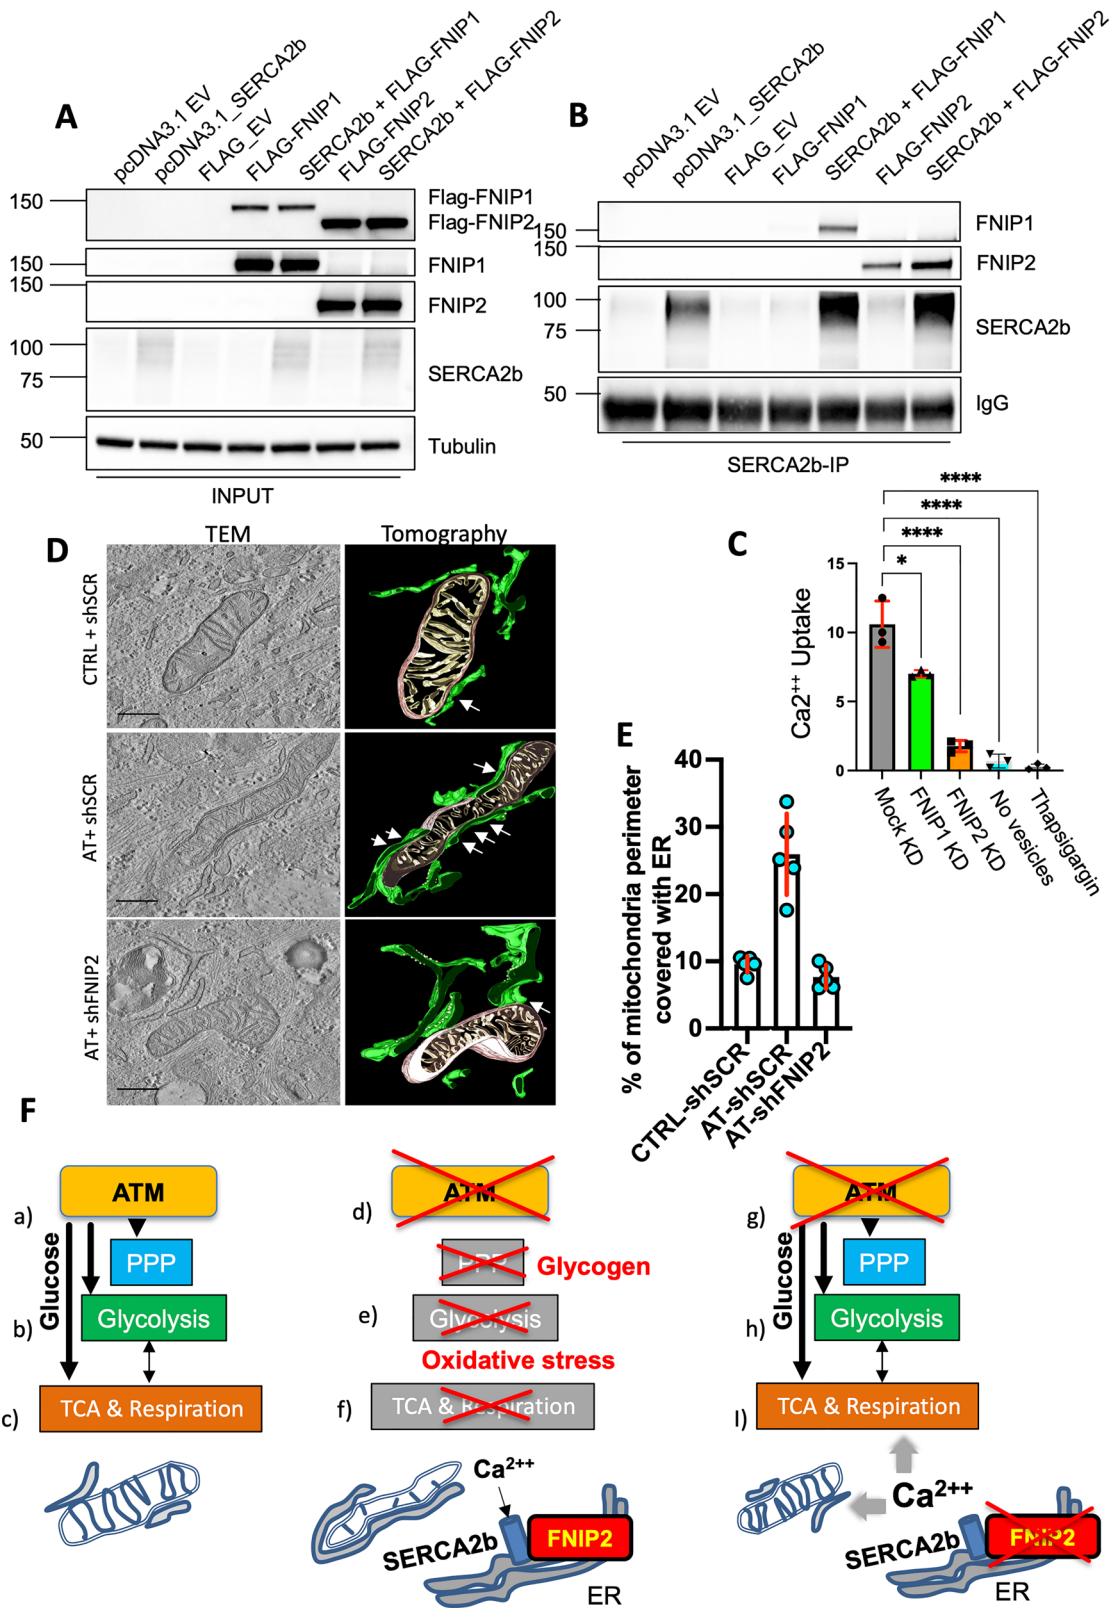 A
pcDNA3.1 EV
pcDNA3.1_SERCA2b
FLAG_EV
FLAG-FNIP1
SERCA2b + FLAG-FNIP1
FLAG-FNIP2
SERCA2b + FLAG-FNIP2
150
Flag-FNIP1
Flag-FNIP2
150
FNIP1
150
FNIP2
100
75
SERCA2b
50
Tubulin
INPUT
B
pcDNA3.1 EV
pcDNA3.1_SERCA2b
FLAG_EV
FLAG-FNIP1
SERCA2b + FLAG-FNIP1
FLAG-FNIP2
SERCA2b + FLAG-FNIP2
150
FNIP1
150
FNIP2
100
75
SERCA2b
50
IgG
SERCA2b-IP
C
****
****
****
*
Ca2⁺⁺ Uptake
15
10
5
0
Mock KD
FNIP1 KD
FNIP2 KD
No vesicles
Thapsigargin
D
TEM
Tomography
CTRL + shSCR
AT+ shSCR
AT+ shFNIP2
E
% of mitochondria perimeter
covered with ER
40
30
20
10
0
CTRL-shSCR
AT-shSCR
AT-shFNIP2
F
a)
ATM
PPP
Glucose
b)
Glycolysis
c)
TCA & Respiration
d)
ATM
PPP
Glycogen
e)
Glycolysis
Oxidative stress
f)
TCA & Respiration
Ca²⁺⁺
SERCA2b
FNIP2
ER
g)
ATM
PPP
Glucose
h)
Glycolysis
I)
TCA & Respiration
Ca²⁺⁺
SERCA2b
FNIP2
ER